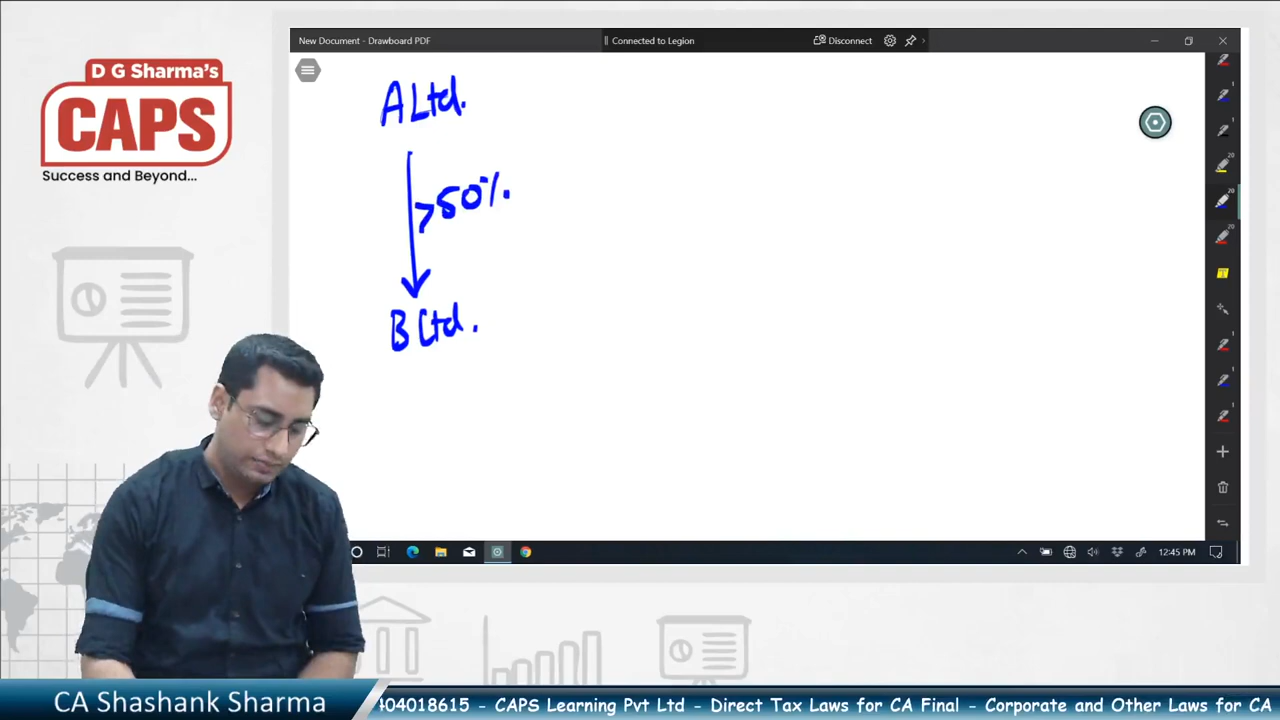 D G Sharma's
CAPS
Success and Beyond...
New Document - Drawboard PDF
Connected to Legion
Disconnect
A Ltd.
>50%.
B Ltd.
12:45 PM
CA Shashank Sharma
404018615 - CAPS Learning Pvt Ltd - Direct Tax Laws for CA Final - Corporate and Other Laws for CA